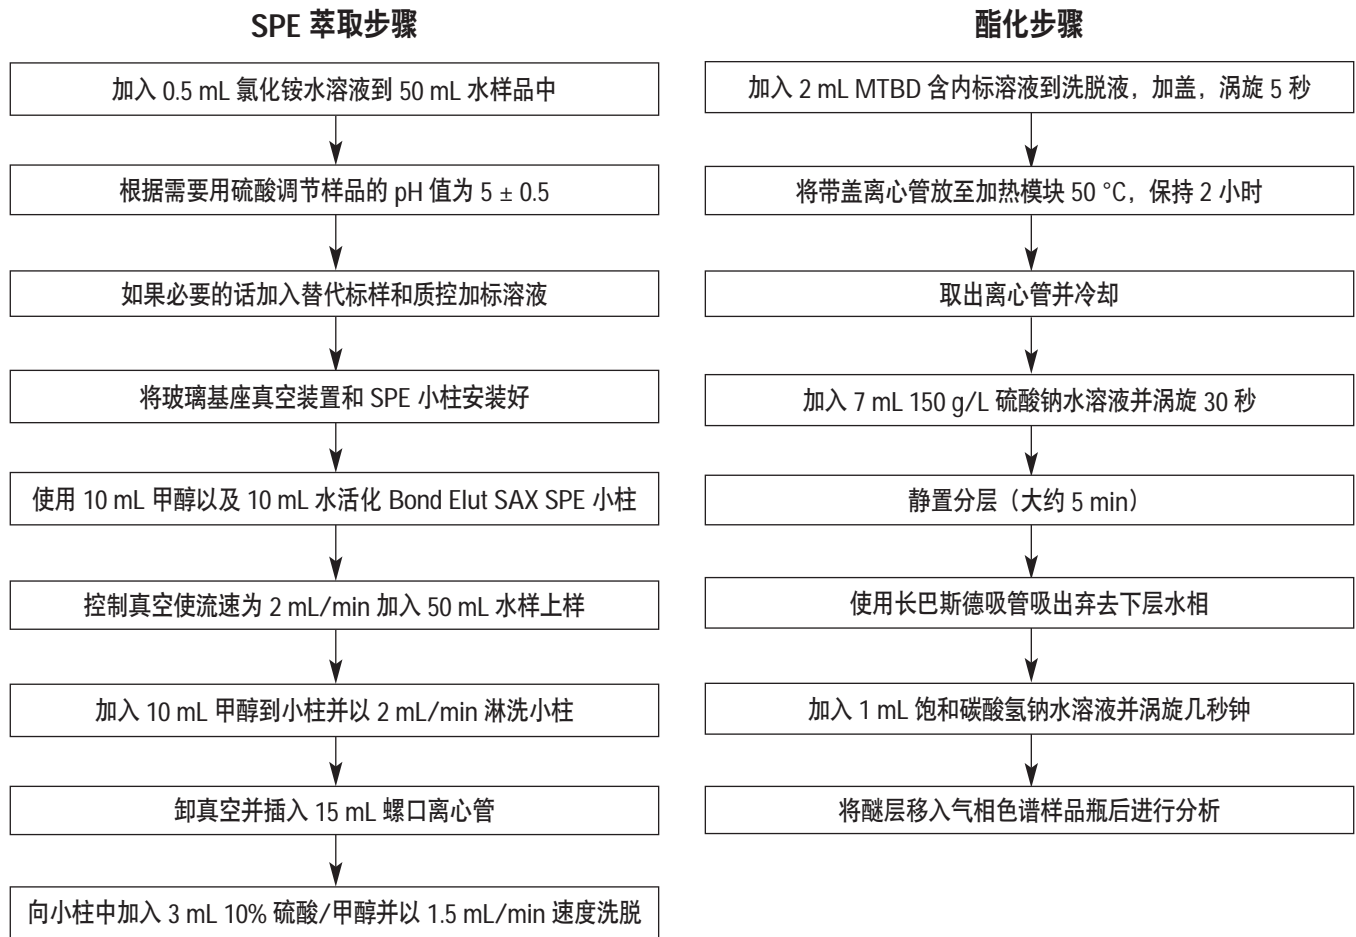 SPE 萃取步骤
加入 0.5 mL 氯化铵水溶液到 50 mL 水样品中
根据需要用硫酸调节样品的 pH 值为 5 ± 0.5
如果必要的话加入替代标样和质控加标溶液
将玻璃基座真空装置和 SPE 小柱安装好
使用 10 mL 甲醇以及 10 mL 水活化 Bond Elut SAX SPE 小柱
控制真空使流速为 2 mL/min 加入 50 mL 水样上样
加入 10 mL 甲醇到小柱并以 2 mL/min 淋洗小柱
卸真空并插入 15 mL 螺口离心管
向小柱中加入 3 mL 10% 硫酸/甲醇并以 1.5 mL/min 速度洗脱
酯化步骤
加入 2 mL MTBD 含内标溶液到洗脱液，加盖，涡旋 5 秒
将带盖离心管放至加热模块 50 °C，保持 2 小时
取出离心管并冷却
加入 7 mL 150 g/L 硫酸钠水溶液并涡旋 30 秒
静置分层（大约 5 min）
使用长巴斯德吸管吸出弃去下层水相
加入 1 mL 饱和碳酸氢钠水溶液并涡旋几秒钟
将醚层移入气相色谱样品瓶后进行分析